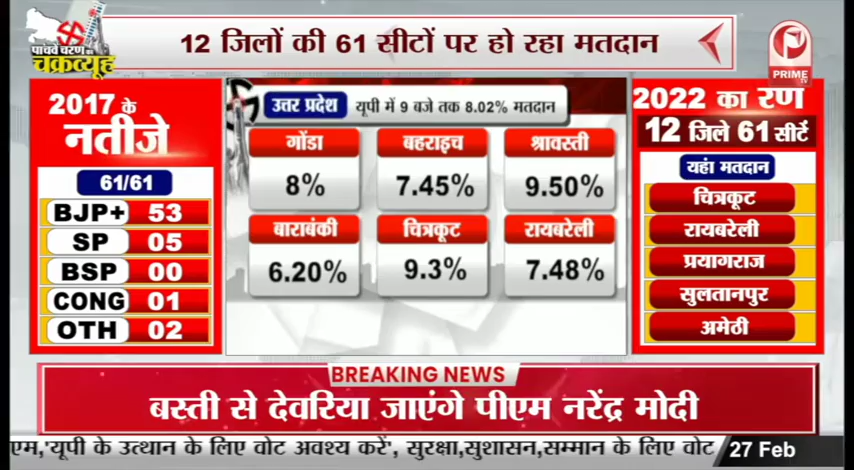 पांचवें चरण का
चक्रव्यूह
12 जिलों की 61 सीटों पर हो रहा मतदान
PRIME
TV
2017 के
नतीजे
61/61
BJP+ 53
SP 05
BSP 00
CONG 01
OTH 02
उत्तर प्रदेश यूपी में 9 बजे तक 8.02% मतदान
गोंडा बहराइच श्रावस्ती
8% 7.45% 9.50%
बाराबंकी चित्रकूट रायबरेली
6.20% 9.3% 7.48%
2022 का रण
12 जिले 61 सीटें
यहां मतदान
चित्रकूट
रायबरेली
प्रयागराज
सुलतानपुर
अमेठी
BREAKING NEWS
बस्ती से देवरिया जाएंगे पीएम नरेंद्र मोदी
एम,'यूपी के उत्थान के लिए वोट अवश्य करें', सुरक्षा,सुशासन,सम्मान के लिए वोट
27 Feb